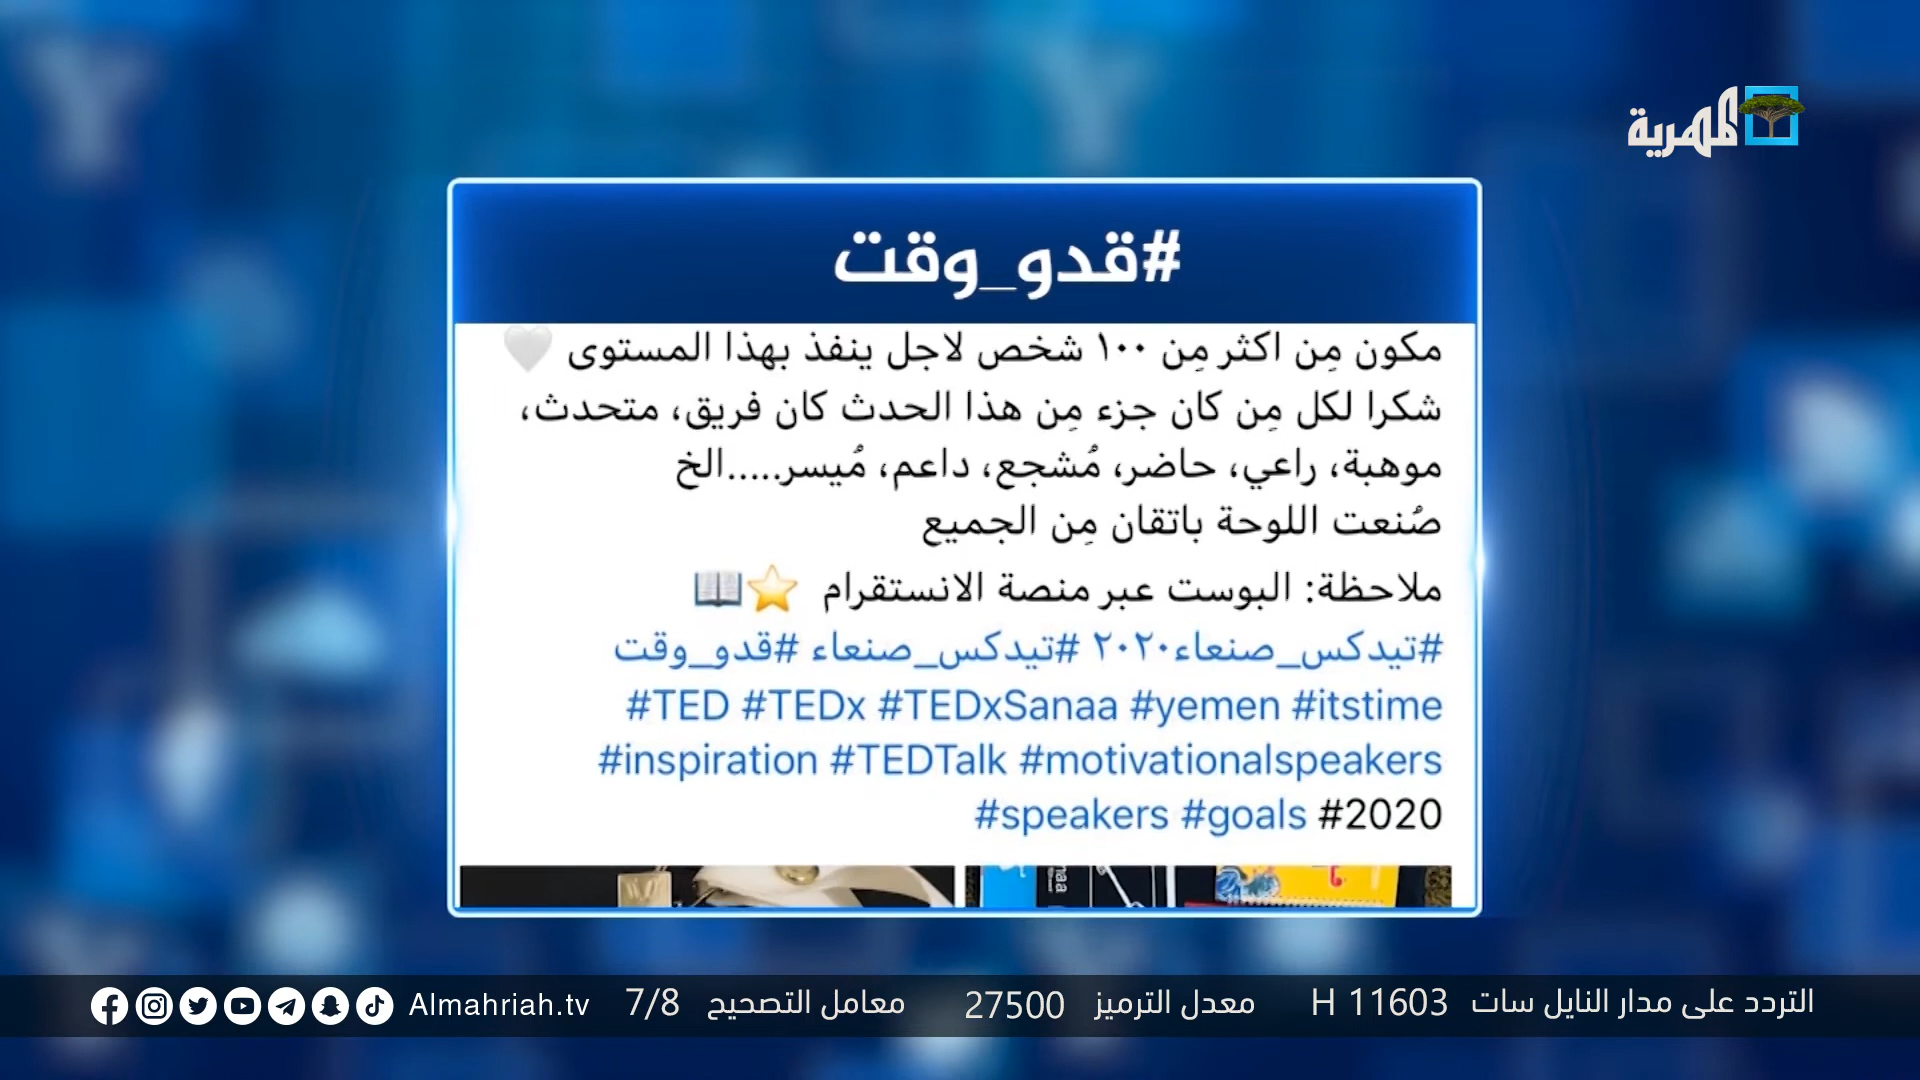 المهرية
#قدو_وقت
مكون مِن اكثر مِن ١٠٠ شخص لاجل ينفذ بهذا المستوى 🤍
شكرا لكل مِن كان جزء مِن هذا الحدث كان فريق، متحدث،
موهبة، راعي، حاضر، مُشجع، داعم، مُيسر.....الخ
صُنعت اللوحة باتقان مِن الجميع
ملاحظة: البوست عبر منصة الانستقرام ⭐📖
#تيدكس_صنعاء٢٠٢٠ #تيدكس_صنعاء #قدو_وقت
#TED #TEDx #TEDxSanaa #yemen #itstime
#inspiration #TEDTalk #motivationalspeakers
#speakers #goals #2020
التردد على مدار النايل سات H 11603 معدل الترميز 27500 معامل التصحيح 7/8 Almahriah.tv